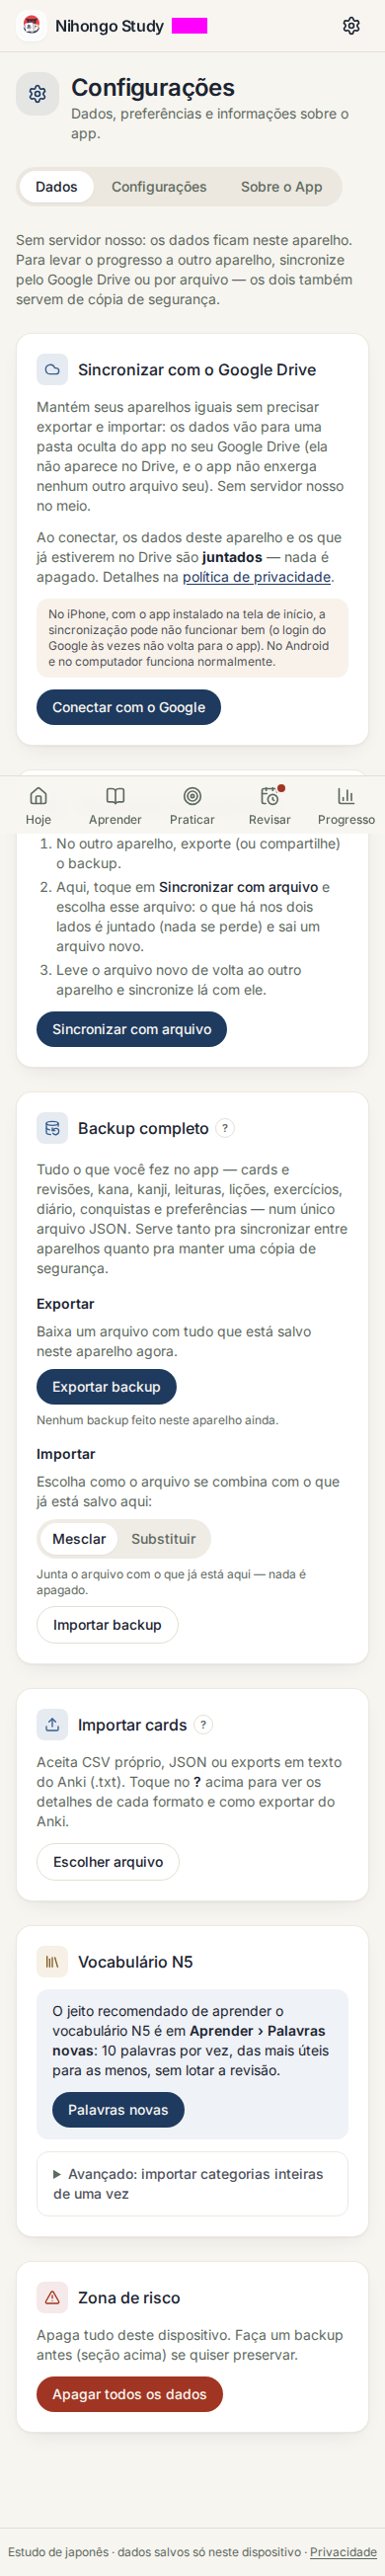 Nihongo Study
Configurações
Dados, preferências e informações sobre o
app.
Dados
Configurações
Sobre o App
Sem servidor nosso: os dados ficam neste aparelho.
Para levar o progresso a outro aparelho, sincronize
pelo Google Drive ou por arquivo — os dois também
servem de cópia de segurança.
Sincronizar com o Google Drive
Mantém seus aparelhos iguais sem precisar
exportar e importar: os dados vão para uma
pasta oculta do app no seu Google Drive (ela
não aparece no Drive, e o app não enxerga
nenhum outro arquivo seu). Sem servidor nosso
no meio.
Ao conectar, os dados deste aparelho e os que
já estiverem no Drive são juntados — nada é
apagado. Detalhes na política de privacidade.
No iPhone, com o app instalado na tela de início, a
sincronização pode não funcionar bem (o login do
Google às vezes não volta para o app). No Android
e no computador funciona normalmente.
Conectar com o Google
Hoje
Aprender
Praticar
Revisar
Progresso
1. No outro aparelho, exporte (ou compartilhe)
o backup.
2. Aqui, toque em Sincronizar com arquivo e
escolha esse arquivo: o que há nos dois
lados é juntado (nada se perde) e sai um
arquivo novo.
3. Leve o arquivo novo de volta ao outro
aparelho e sincronize lá com ele.
Sincronizar com arquivo
Backup completo ?
Tudo o que você fez no app — cards e
revisões, kana, kanji, leituras, lições, exercícios,
diário, conquistas e preferências — num único
arquivo JSON. Serve tanto pra sincronizar entre
aparelhos quanto pra manter uma cópia de
segurança.
Exportar
Baixa um arquivo com tudo que está salvo
neste aparelho agora.
Exportar backup
Nenhum backup feito neste aparelho ainda.
Importar
Escolha como o arquivo se combina com o que
já está salvo aqui:
Mesclar
Substituir
Junta o arquivo com o que já está aqui — nada é
apagado.
Importar backup
Importar cards ?
Aceita CSV próprio, JSON ou exports em texto
do Anki (.txt). Toque no ? acima para ver os
detalhes de cada formato e como exportar do
Anki.
Escolher arquivo
Vocabulário N5
O jeito recomendado de aprender o
vocabulário N5 é em Aprender › Palavras
novas: 10 palavras por vez, das mais úteis
para as menos, sem lotar a revisão.
Palavras novas
▶ Avançado: importar categorias inteiras
de uma vez
Zona de risco
Apaga tudo deste dispositivo. Faça um backup
antes (seção acima) se quiser preservar.
Apagar todos os dados
Estudo de japonês · dados salvos só neste dispositivo · Privacidade